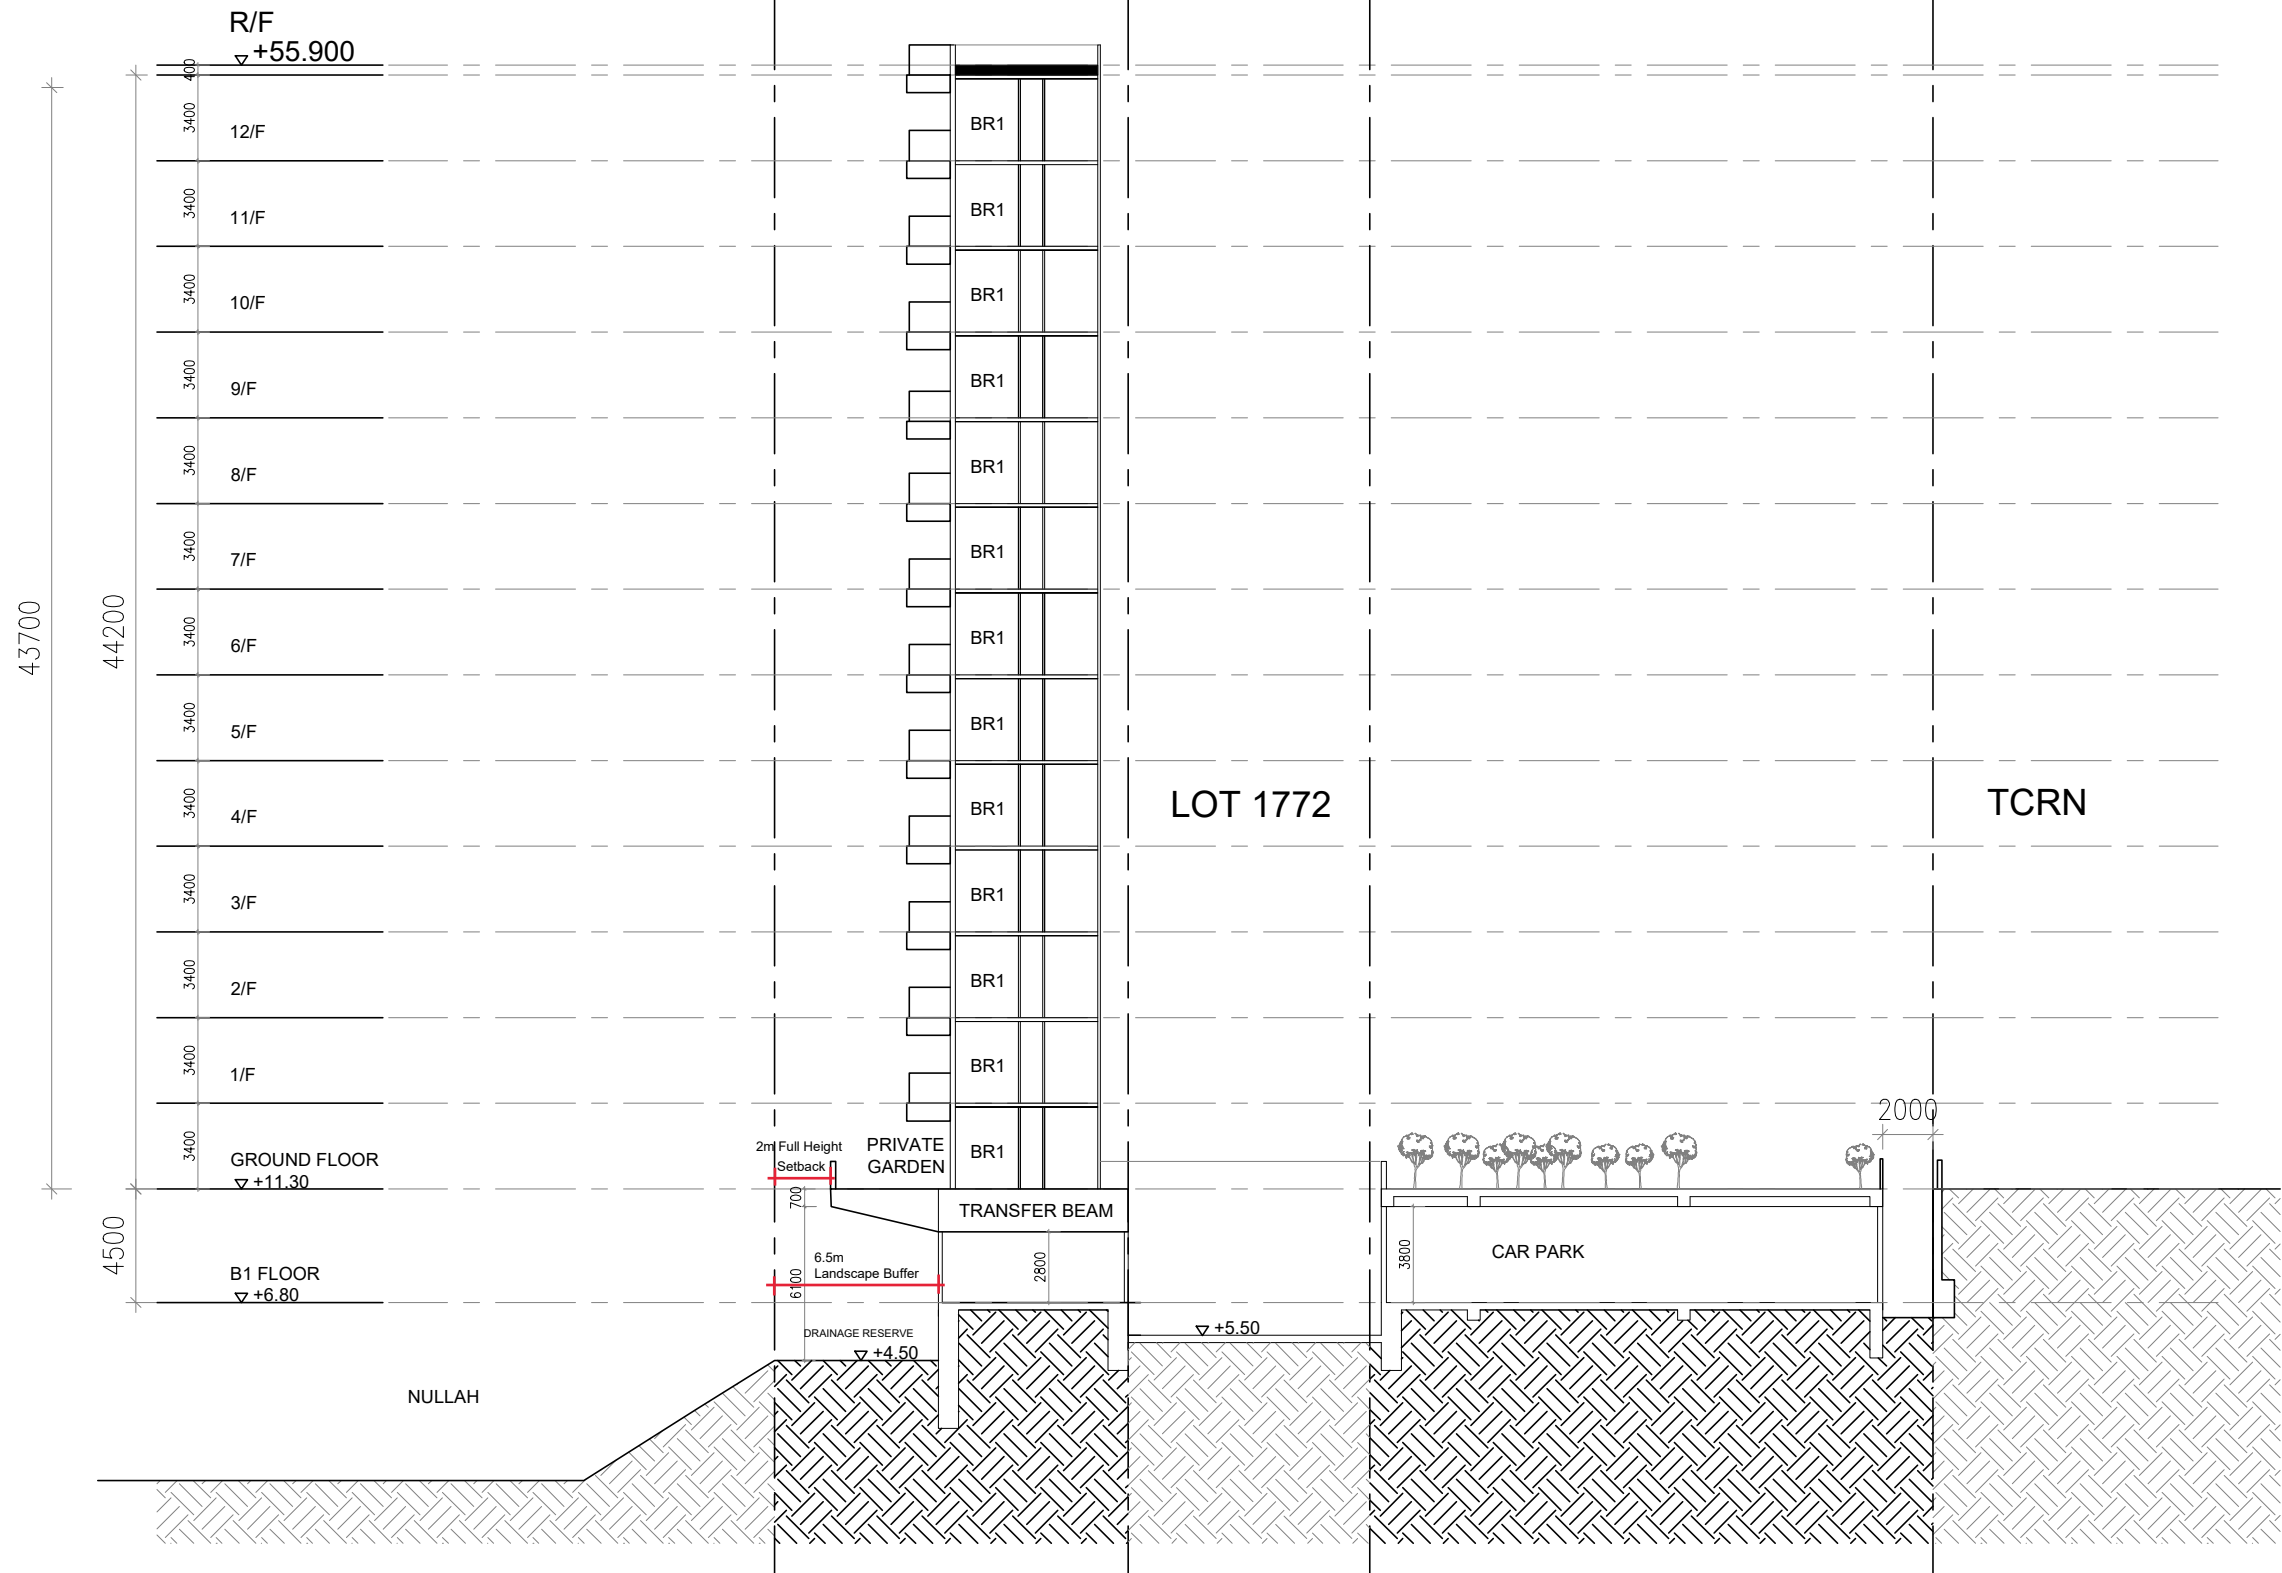 R/F
+55.900
400
3400
12/F
BR1
3400
11/F
BR1
3400
10/F
BR1
3400
9/F
BR1
3400
8/F
BR1
3400
7/F
BR1
43700
44200
3400
6/F
BR1
3400
5/F
BR1
3400
4/F
BR1
LOT 1772
TCRN
3400
3/F
BR1
3400
2/F
BR1
3400
1/F
BR1
2000
3400
GROUND FLOOR
+11.30
2m Full Height
Setback
PRIVATE
GARDEN
BR1
700
TRANSFER BEAM
4500
B1 FLOOR
+6.80
6100
6.5m
Landscape Buffer
2800
3800
CAR PARK
DRAINAGE RESERVE
+4.50
+5.50
NULLAH